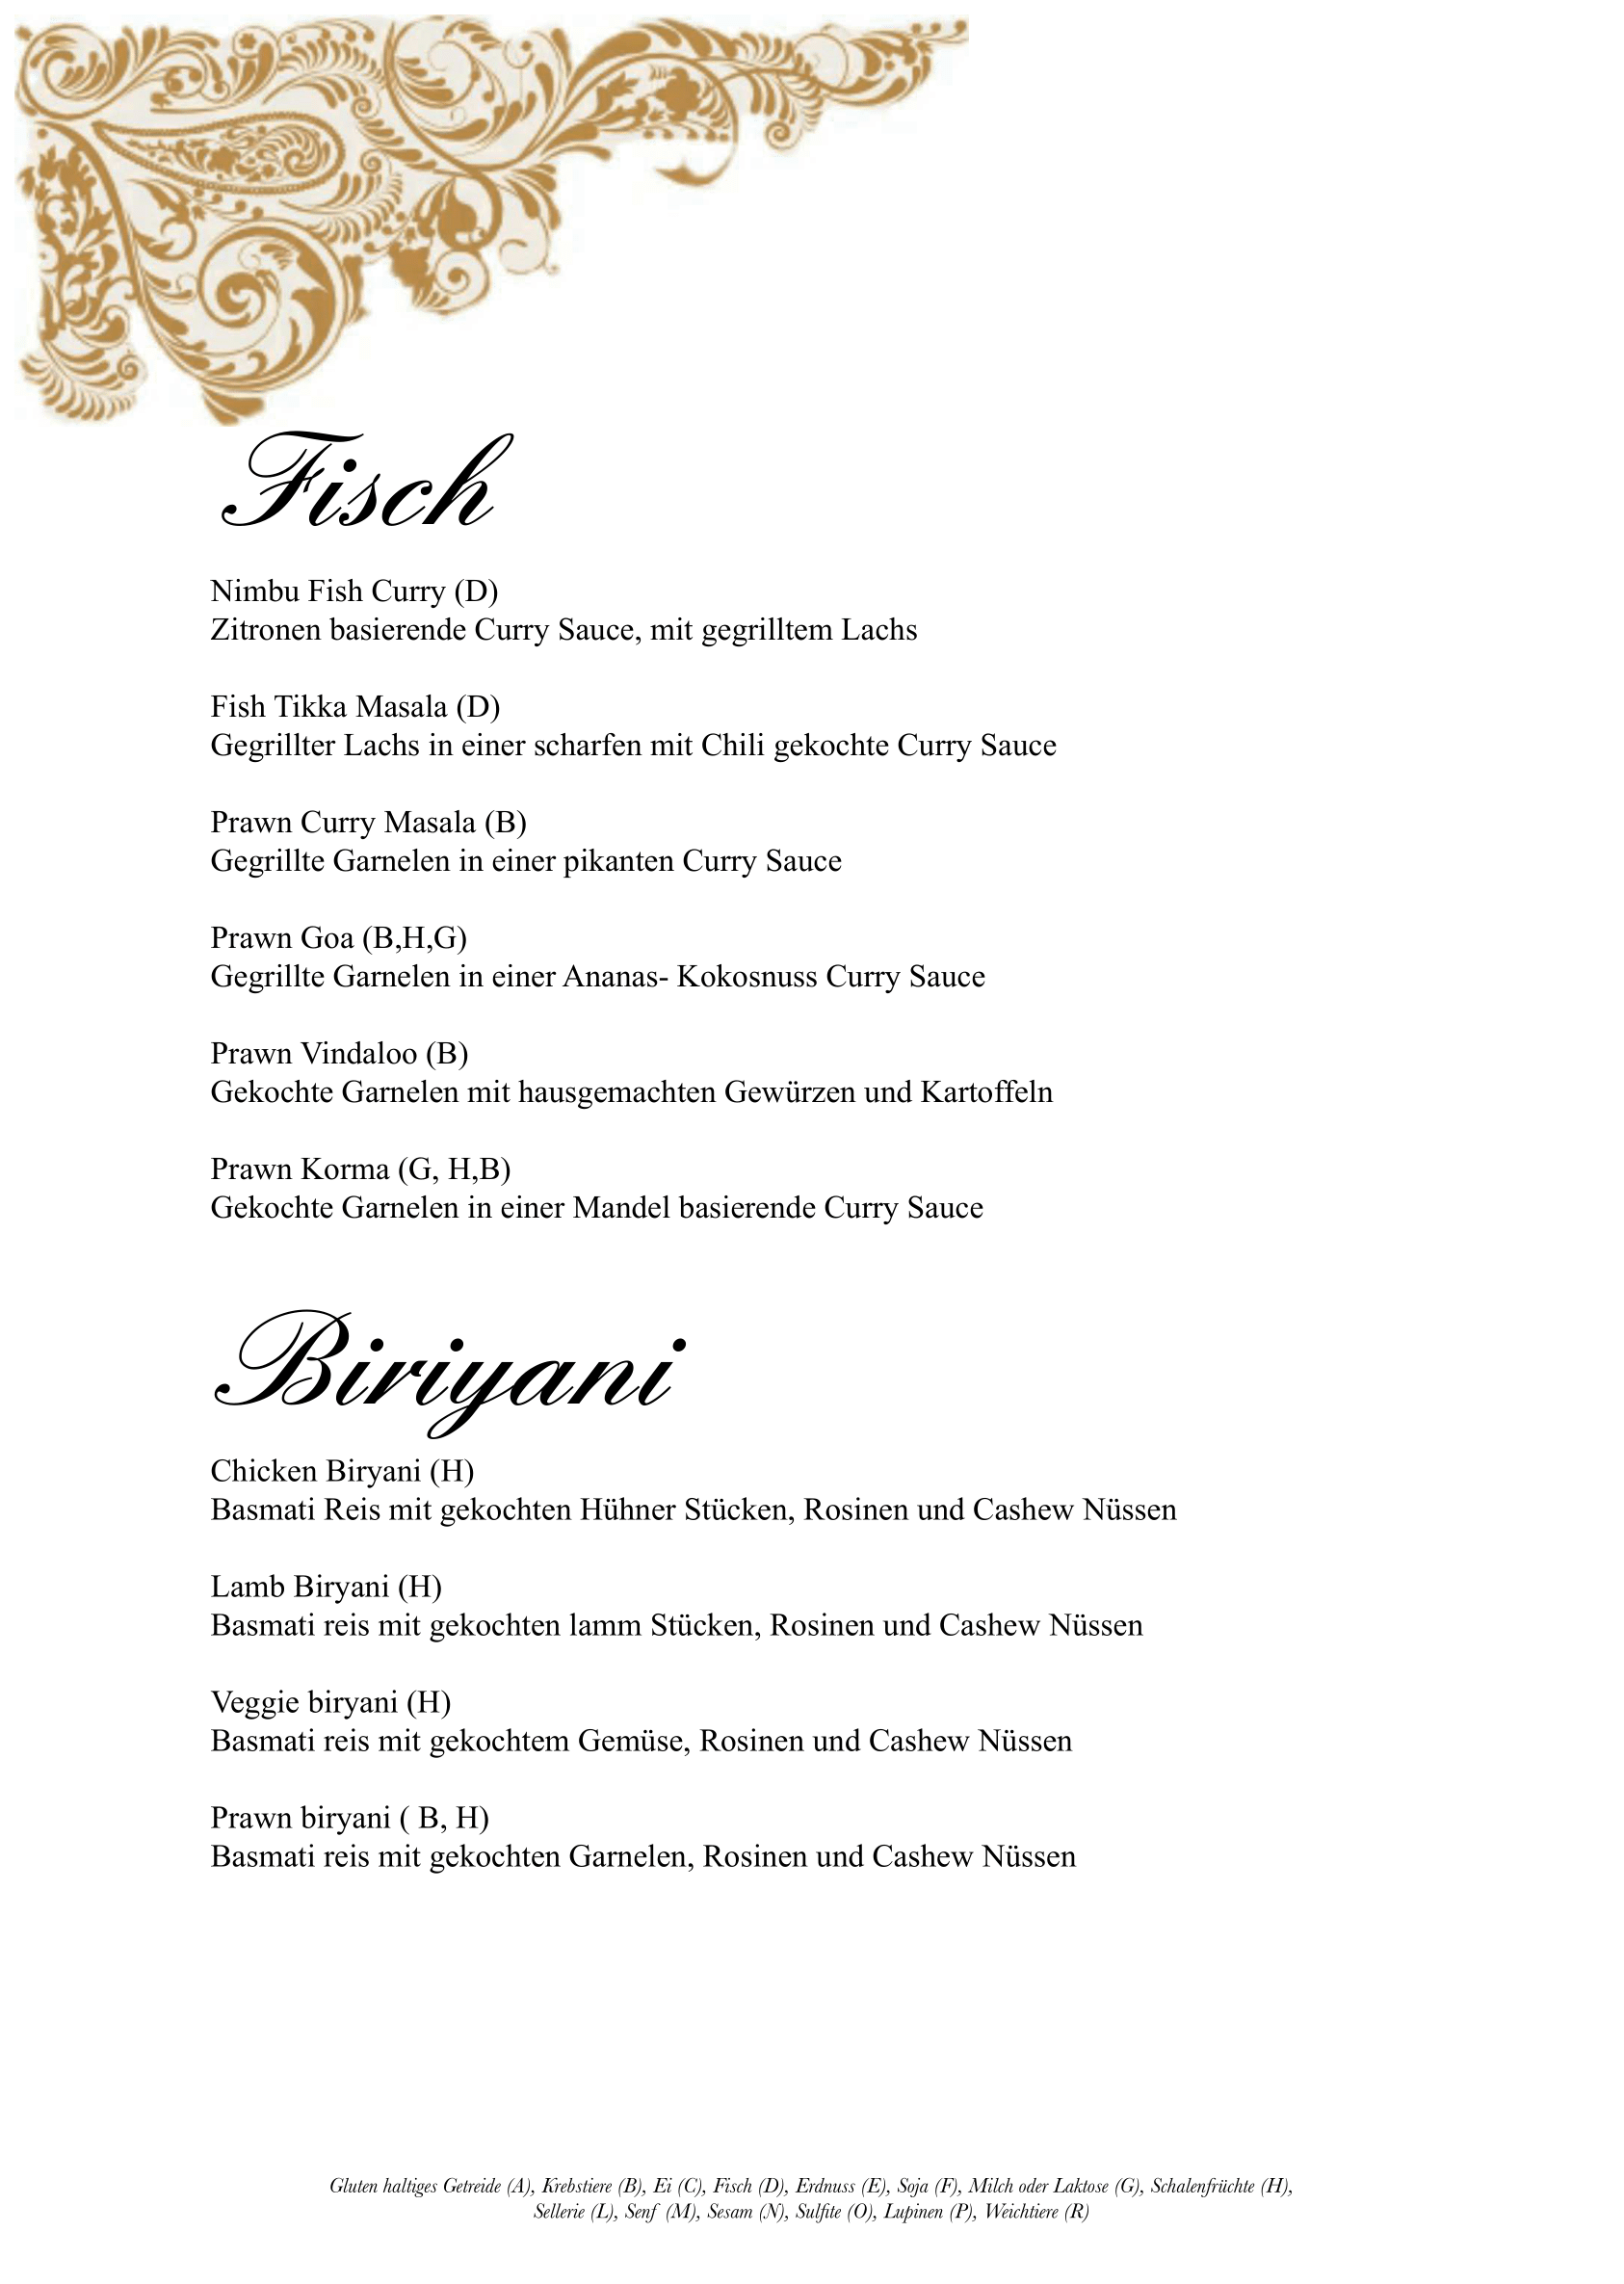 Fisch
Nimbu Fish Curry (D)
Zitronen basierende Curry Sauce, mit gegrilltem Lachs
Fish Tikka Masala (D)
Gegrillter Lachs in einer scharfen mit Chili gekochte Curry Sauce
Prawn Curry Masala (B)
Gegrillte Garnelen in einer pikanten Curry Sauce
Prawn Goa (B,H,G)
Gegrillte Garnelen in einer Ananas- Kokosnuss Curry Sauce
Prawn Vindaloo (B)
Gekochte Garnelen mit hausgemachten Gewürzen und Kartoffeln
Prawn Korma (G, H,B)
Gekochte Garnelen in einer Mandel basierende Curry Sauce
Biriyani
Chicken Biryani (H)
Basmati Reis mit gekochten Hühner Stücken, Rosinen und Cashew Nüssen
Lamb Biryani (H)
Basmati reis mit gekochten lamm Stücken, Rosinen und Cashew Nüssen
Veggie biryani (H)
Basmati reis mit gekochtem Gemüse, Rosinen und Cashew Nüssen
Prawn biryani ( B, H)
Basmati reis mit gekochten Garnelen, Rosinen und Cashew Nüssen
Gluten haltiges Getreide (A), Krebstiere (B), Ei (C), Fisch (D), Erdnuss (E), Soja (F), Milch oder Laktose (G), Schalenfrüchte (H),
Sellerie (L), Senf (M), Sesam (N), Sulfite (O), Lupinen (P), Weichtiere (R)